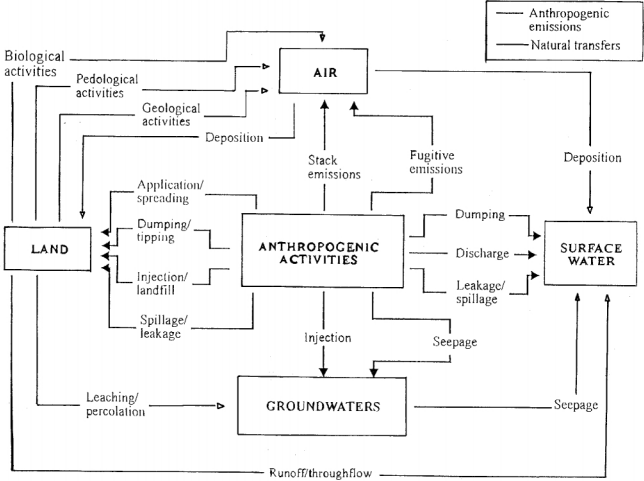 Anthropogenic
emissions
Natural transfers
Biological
activities
AIR
Pedological
activities
Geological
activities
Deposition
Stack
emissions
Fugitive
emissions
Deposition
Application/
spreading
Dumping/
tipping
LAND
Injection/
landfill
Spillage/
leakage
ANTHROPOGENIC
ACTIVITIES
Dumping
Discharge
Leakage/
spillage
SURFACE
WATER
Injection
Seepage
Leaching/
percolation
GROUNDWATERS
Seepage
Runoff/throughflow